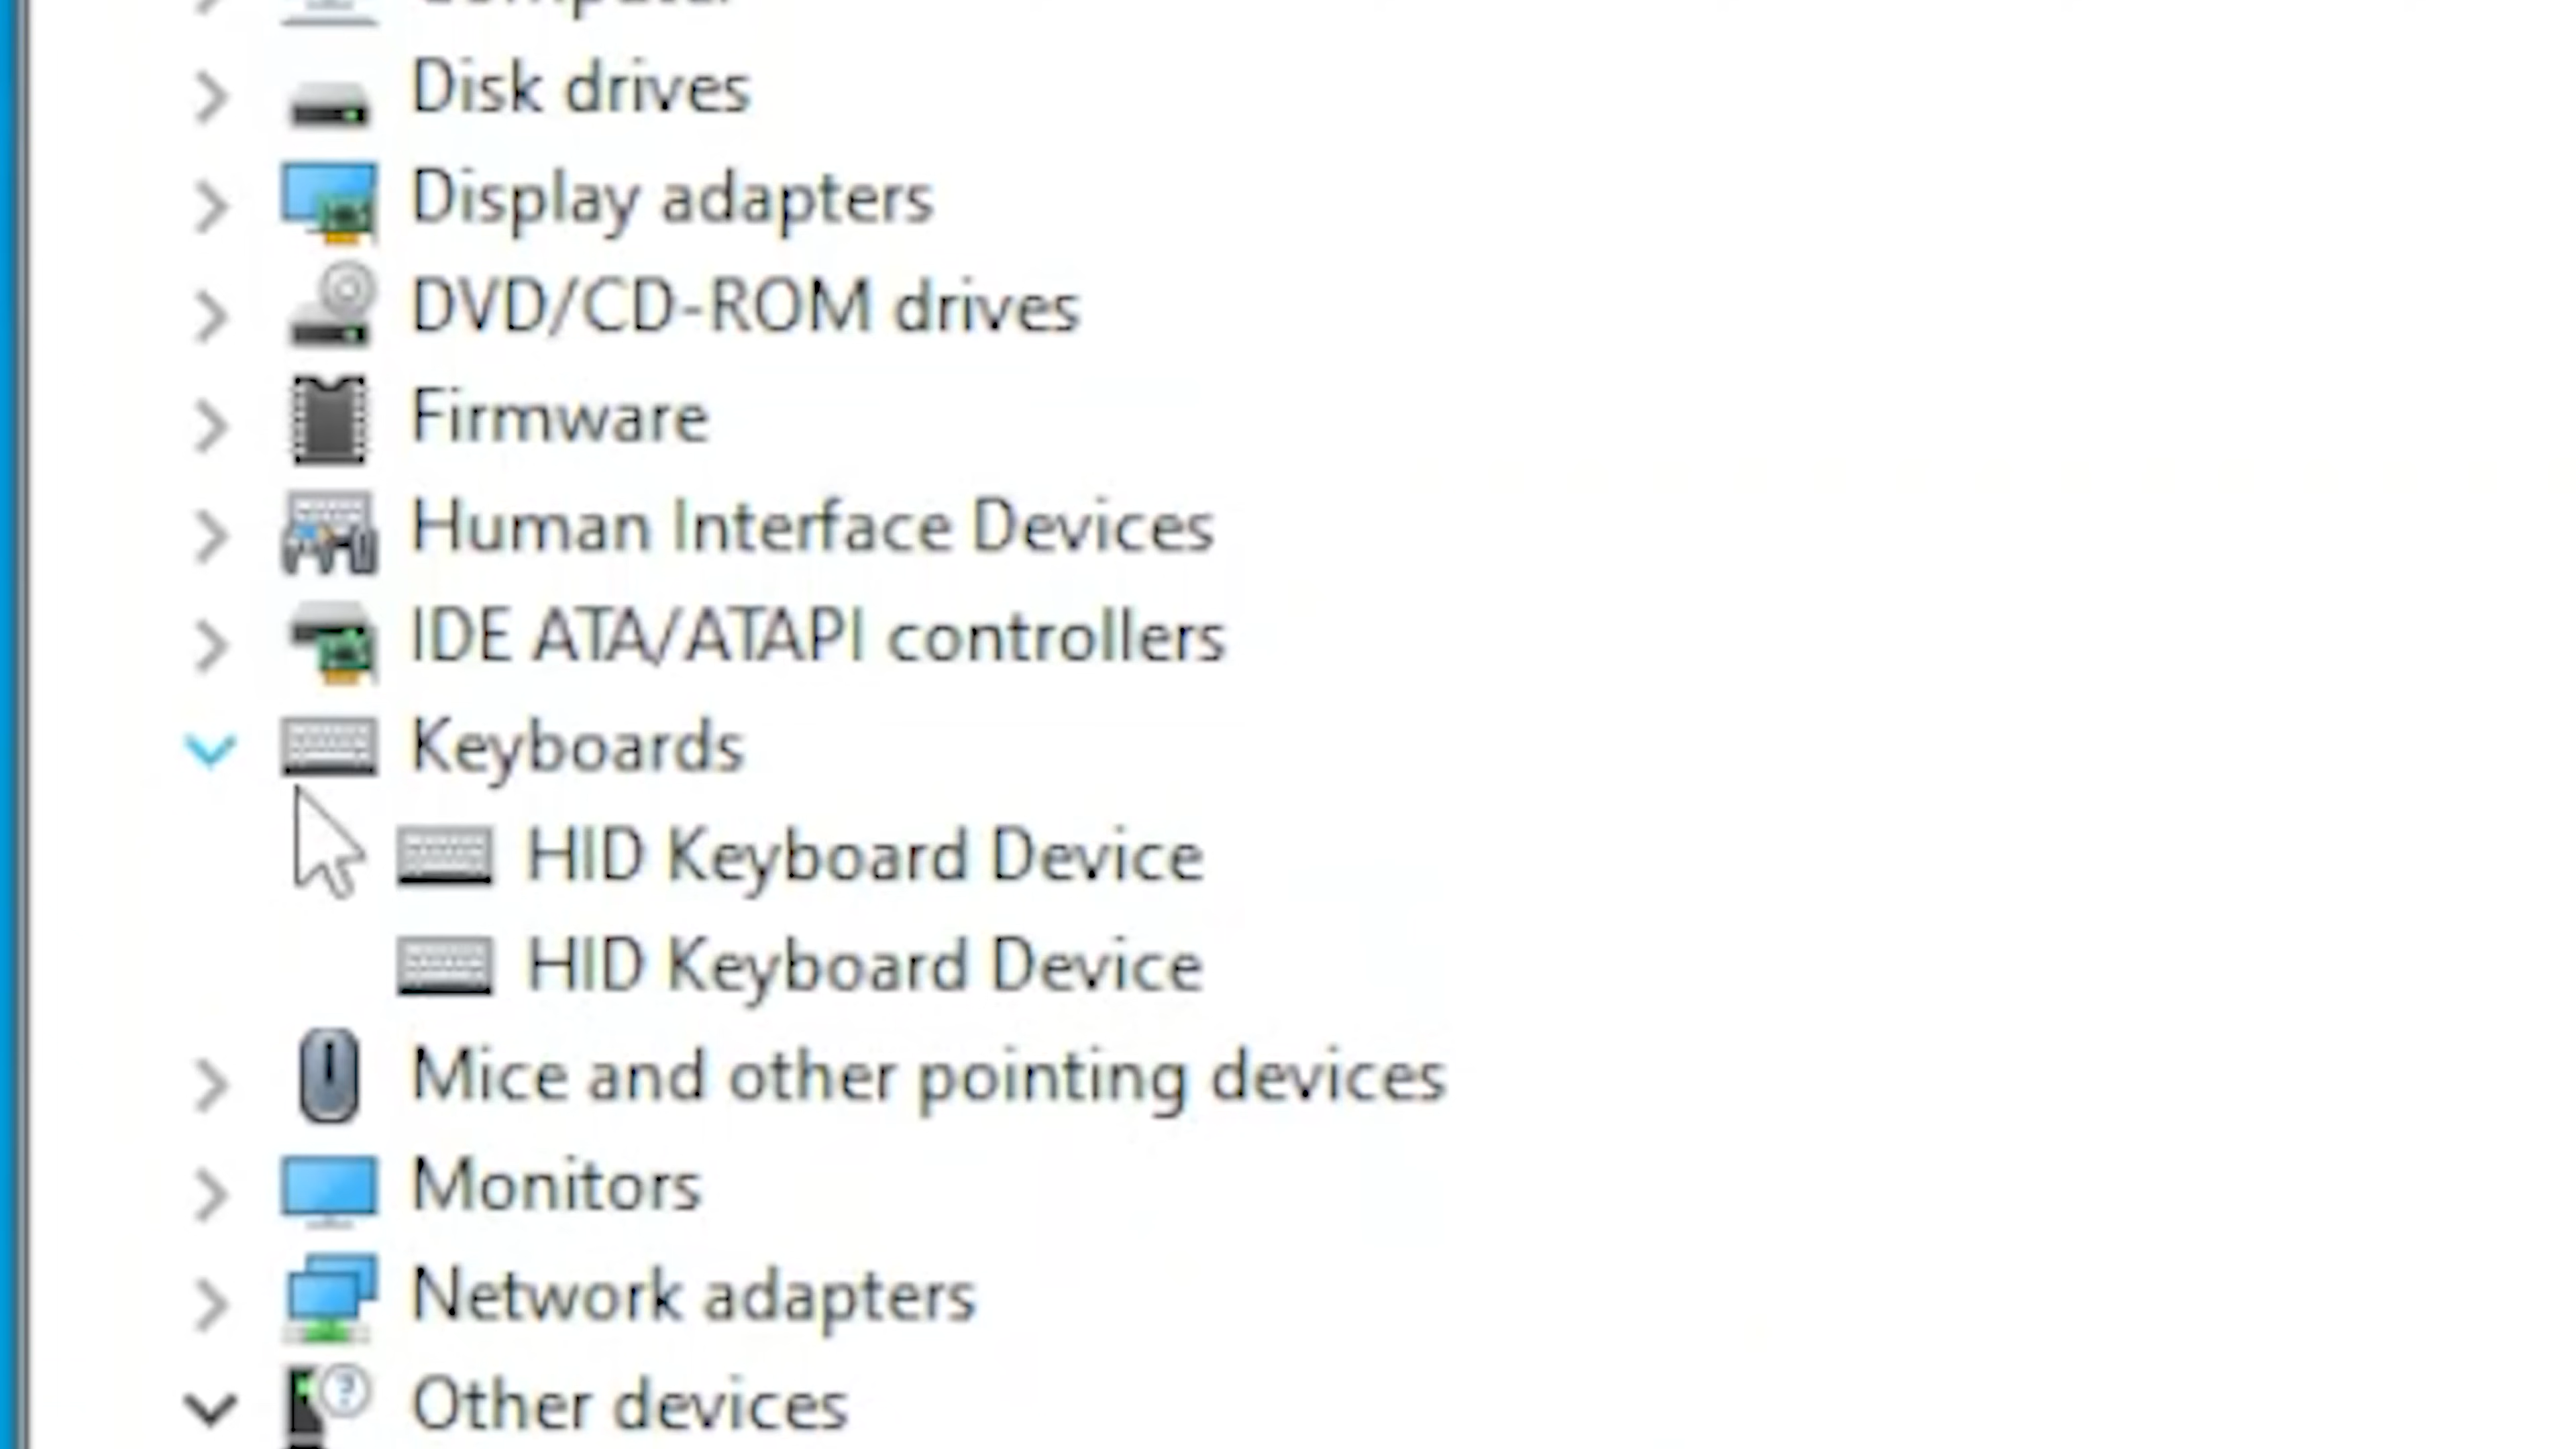 Computer
Disk drives
Display adapters
DVD/CD-ROM drives
Firmware
Human Interface Devices
IDE ATA/ATAPI controllers
Keyboards
HID Keyboard Device
HID Keyboard Device
Mice and other pointing devices
Monitors
Network adapters
Other devices